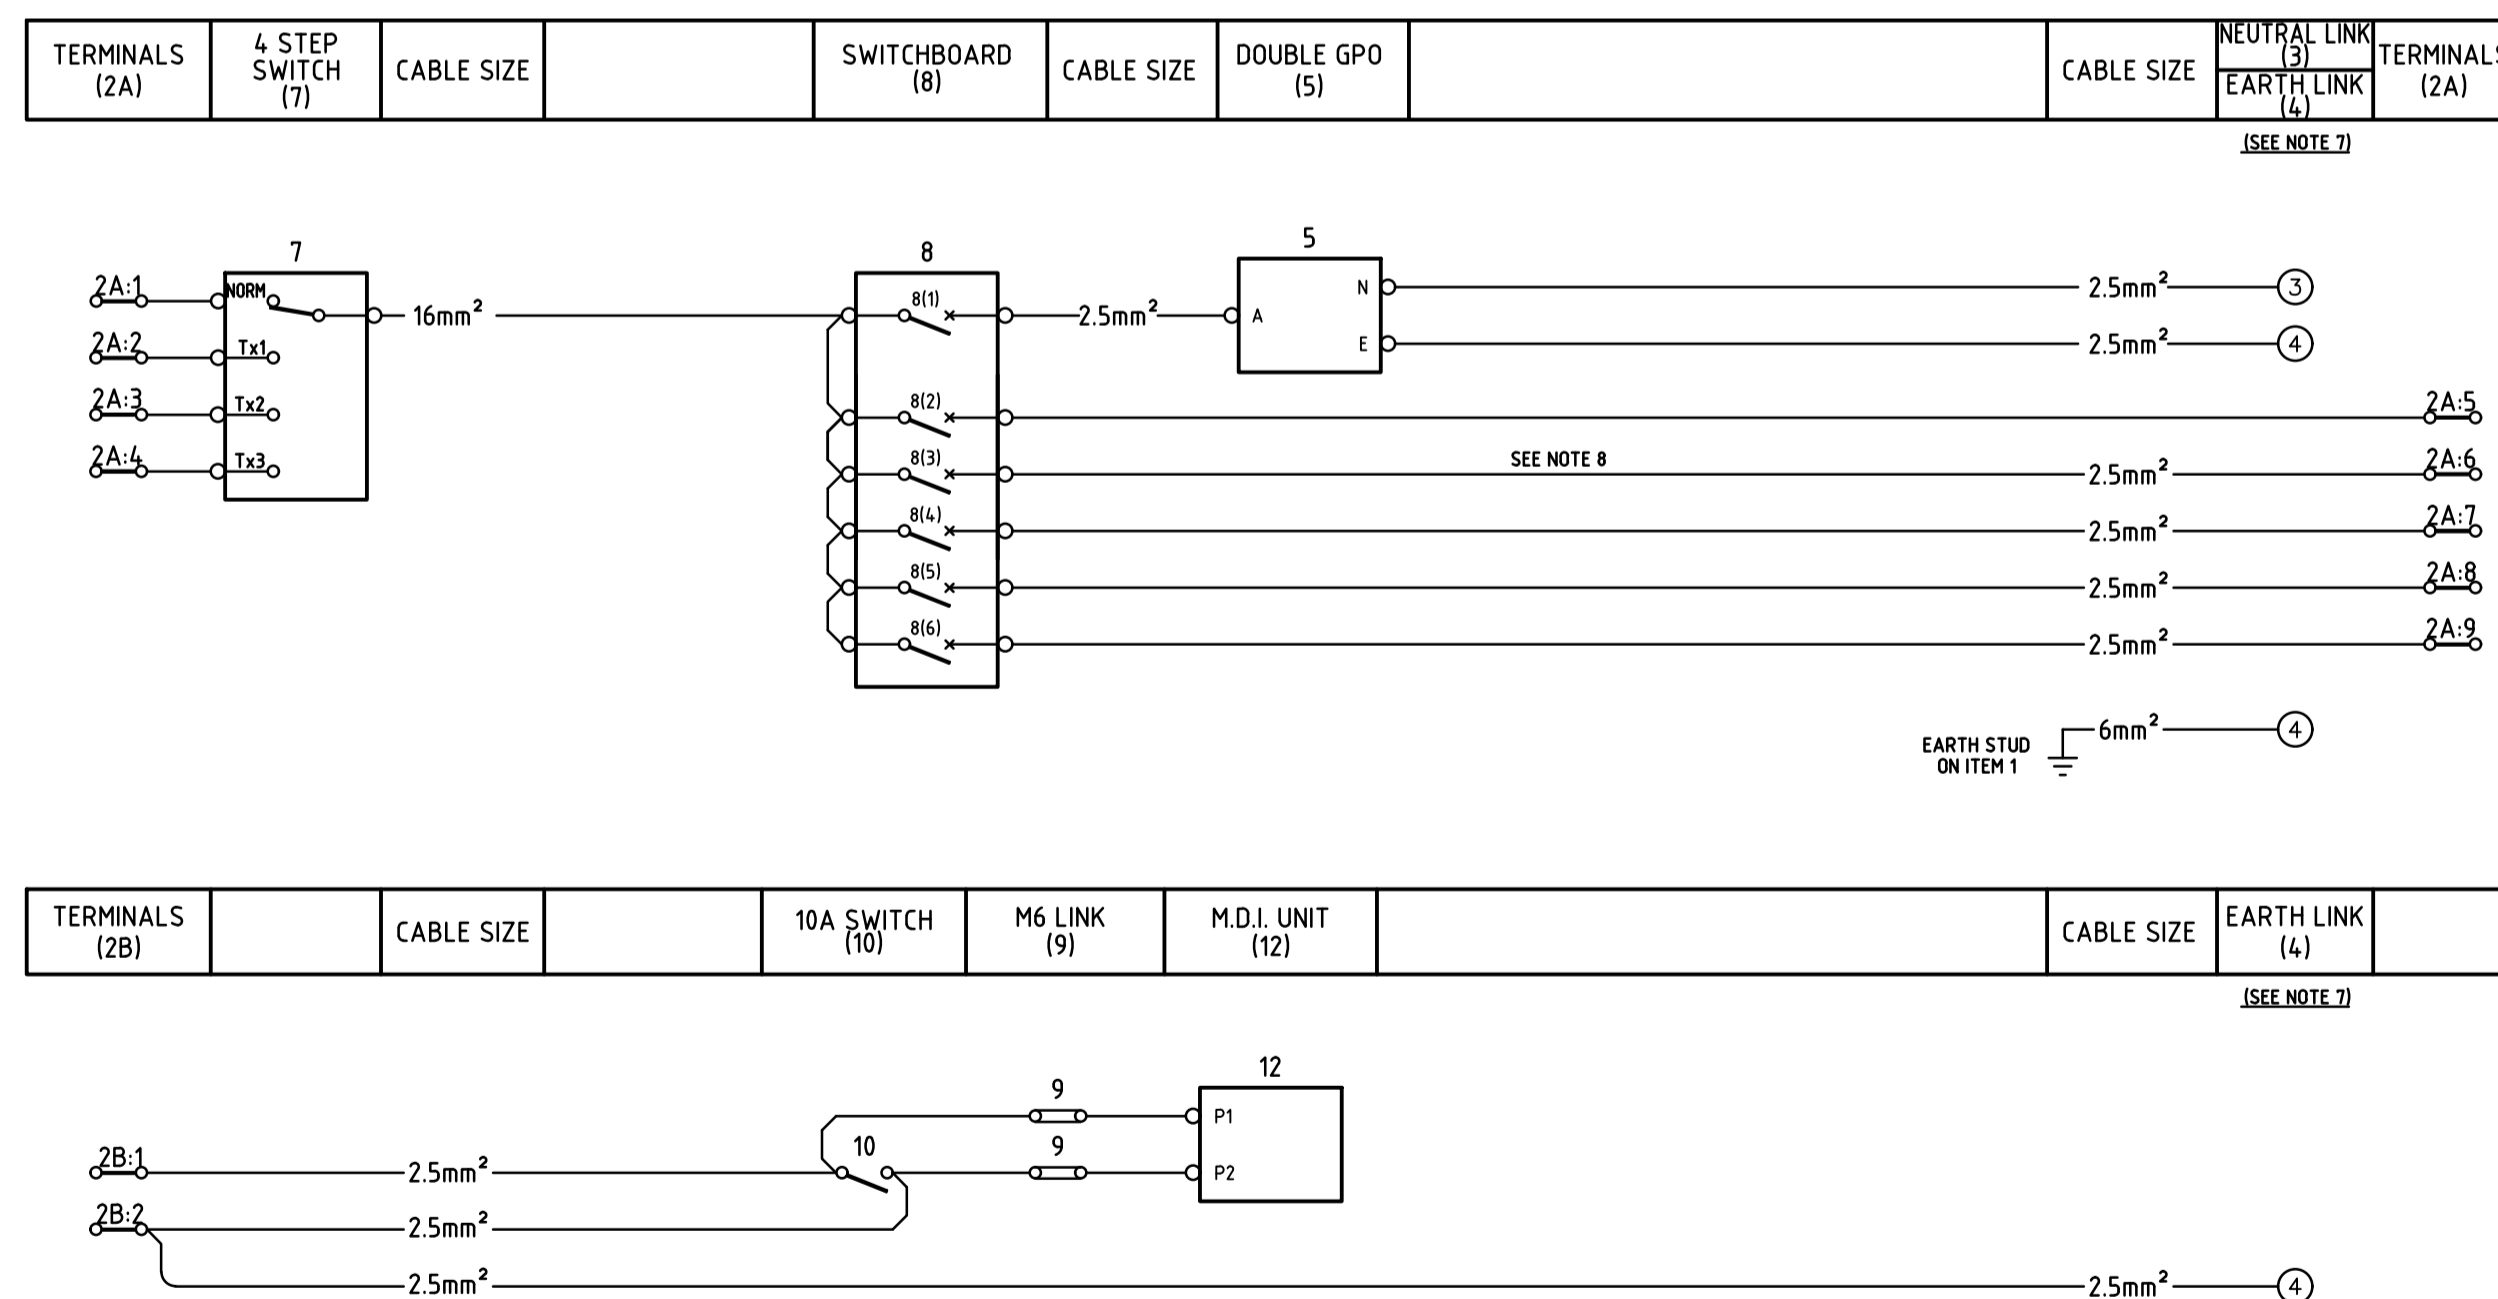 TERMINALS
(2A)
4 STEP
SWITCH
(7)
CABLE SIZE
SWITCHBOARD
(8)
CABLE SIZE
DOUBLE GPO
(5)
CABLE SIZE
NEUTRAL LINK
(3)
EARTH LINK
(4)
TERMINALS
(2A)
(SEE NOTE 7)
7
8
5
2A:1
NORM
16mm²
8(1)
2.5mm²
A
N
2.5mm²
3
2A:2
Tx1
E
2.5mm²
4
2A:3
Tx2
8(2)
2A:5
2A:4
Tx3
8(3)
SEE NOTE 8
2.5mm²
2A:6
8(4)
2.5mm²
2A:7
8(5)
2.5mm²
2A:8
8(6)
2.5mm²
2A:9
EARTH STUD
ON ITEM 1
6mm²
4
TERMINALS
(2B)
CABLE SIZE
10A SWITCH
(10)
M6 LINK
(9)
M.D.I. UNIT
(12)
CABLE SIZE
EARTH LINK
(4)
(SEE NOTE 7)
12
9
P1
2B:1
2.5mm²
10
9
P2
2B:2
2.5mm²
2.5mm²
2.5mm²
4